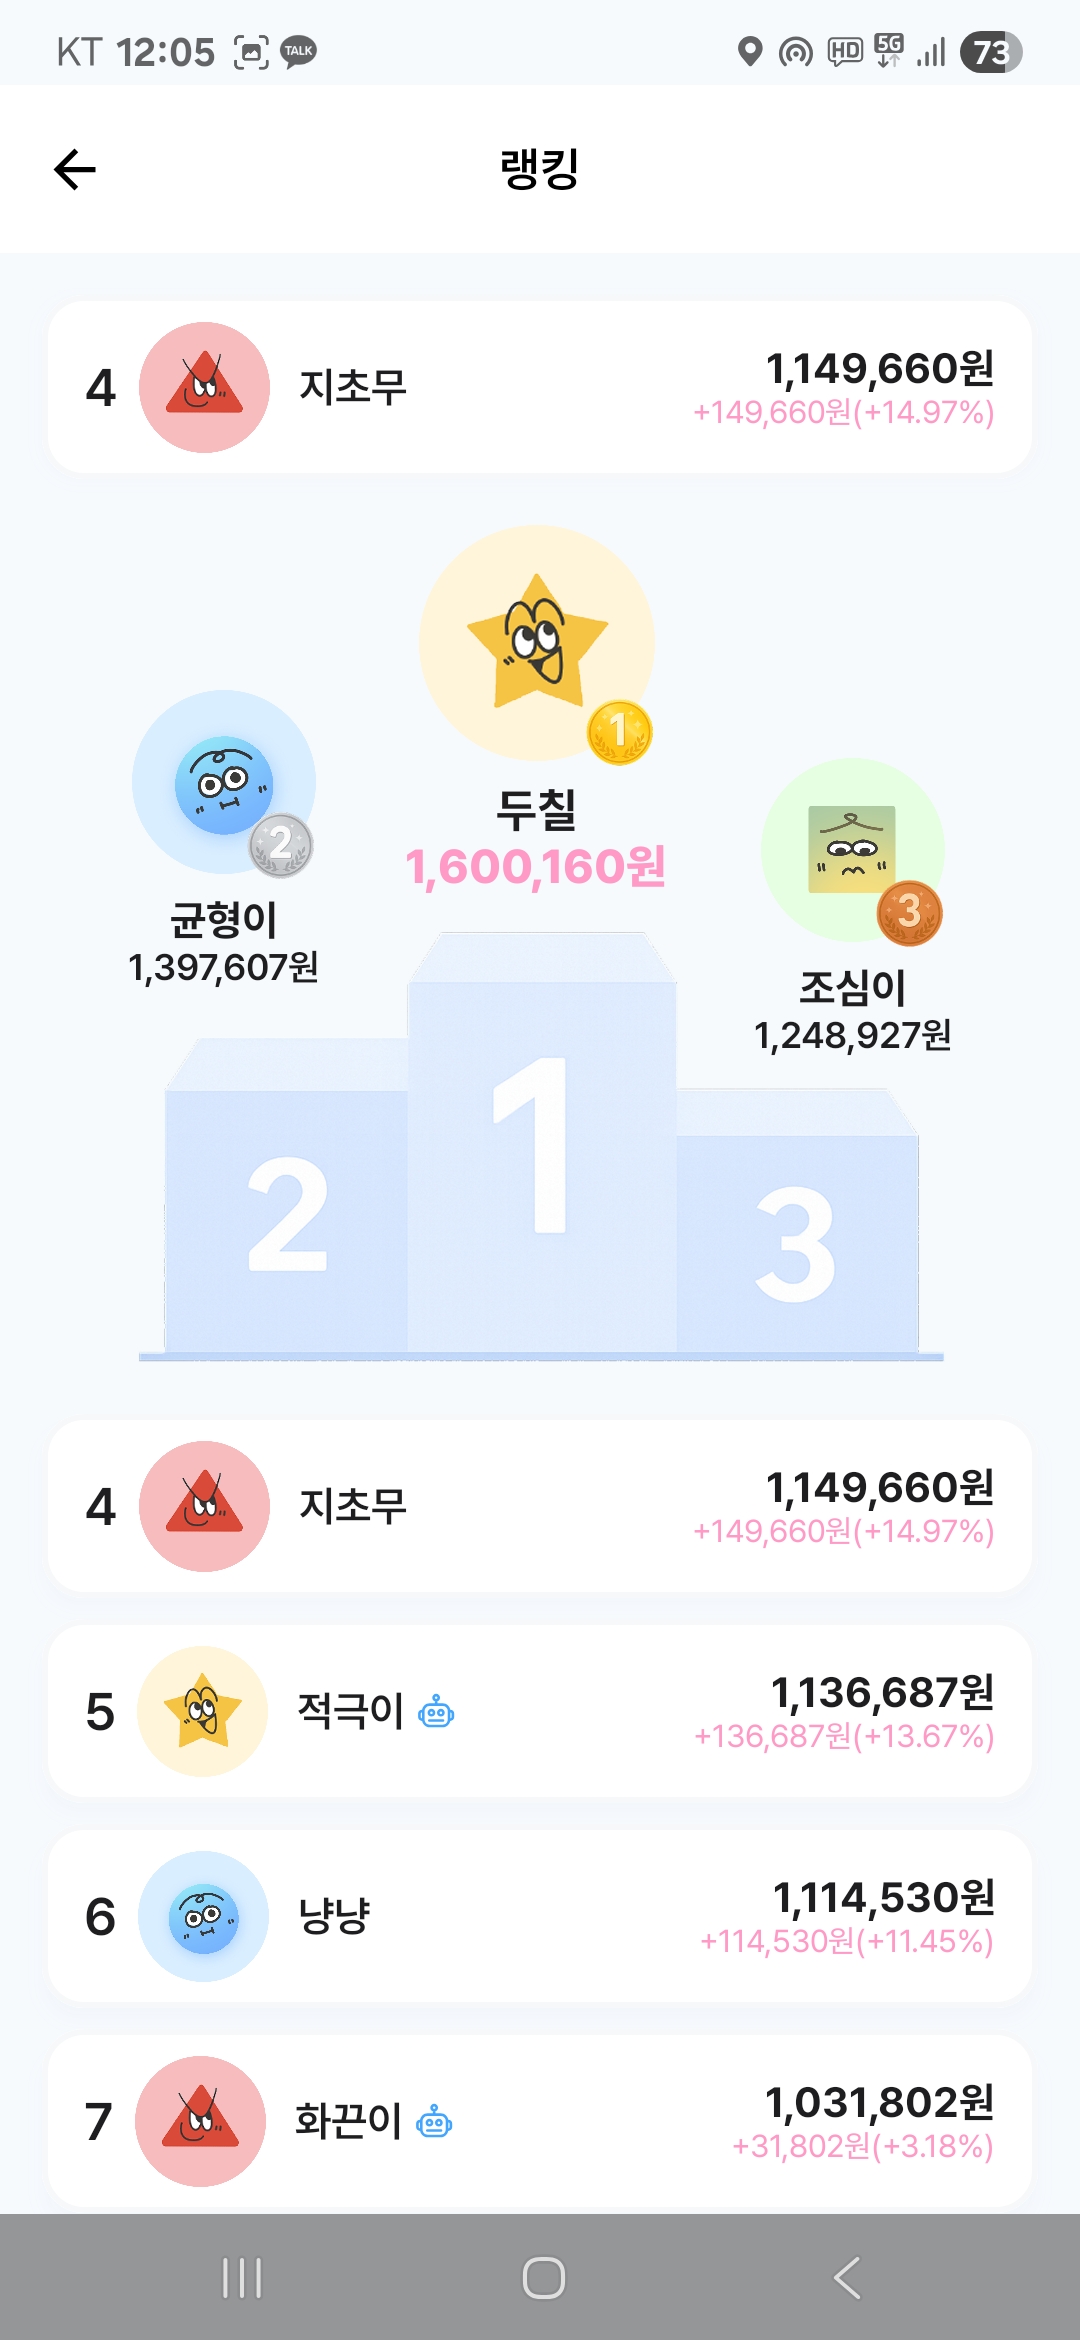 KT 12:05 TALK HD 5G 73
랭킹
4 지초무 1,149,660원
+149,660원(+14.97%)
1
두칠
1,600,160원
2
균형이
1,397,607원
3
조심이
1,248,927원
1
2
3
4 지초무 1,149,660원
+149,660원(+14.97%)
5 적극이 1,136,687원
+136,687원(+13.67%)
6 냥냥 1,114,530원
+114,530원(+11.45%)
7 화끈이 1,031,802원
+31,802원(+3.18%)